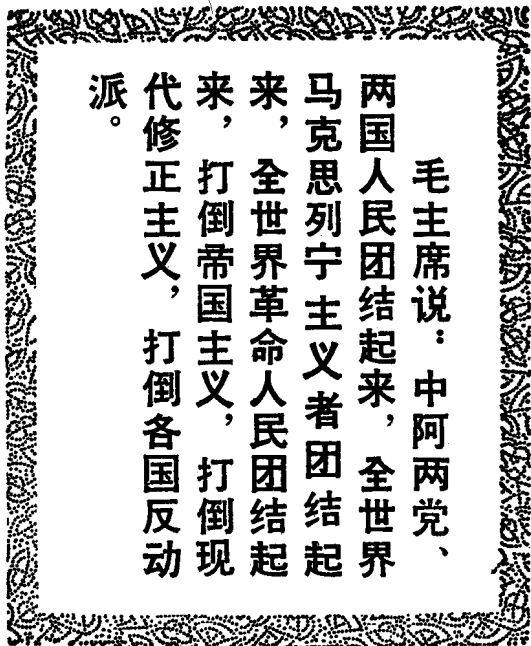 毛主席说：中阿两党、
两国人民团结起来，全世界
马克思列宁主义者团结起
来，全世界革命人民团结起
来，打倒帝国主义，打倒现
代修正主义，打倒各国反动
派。